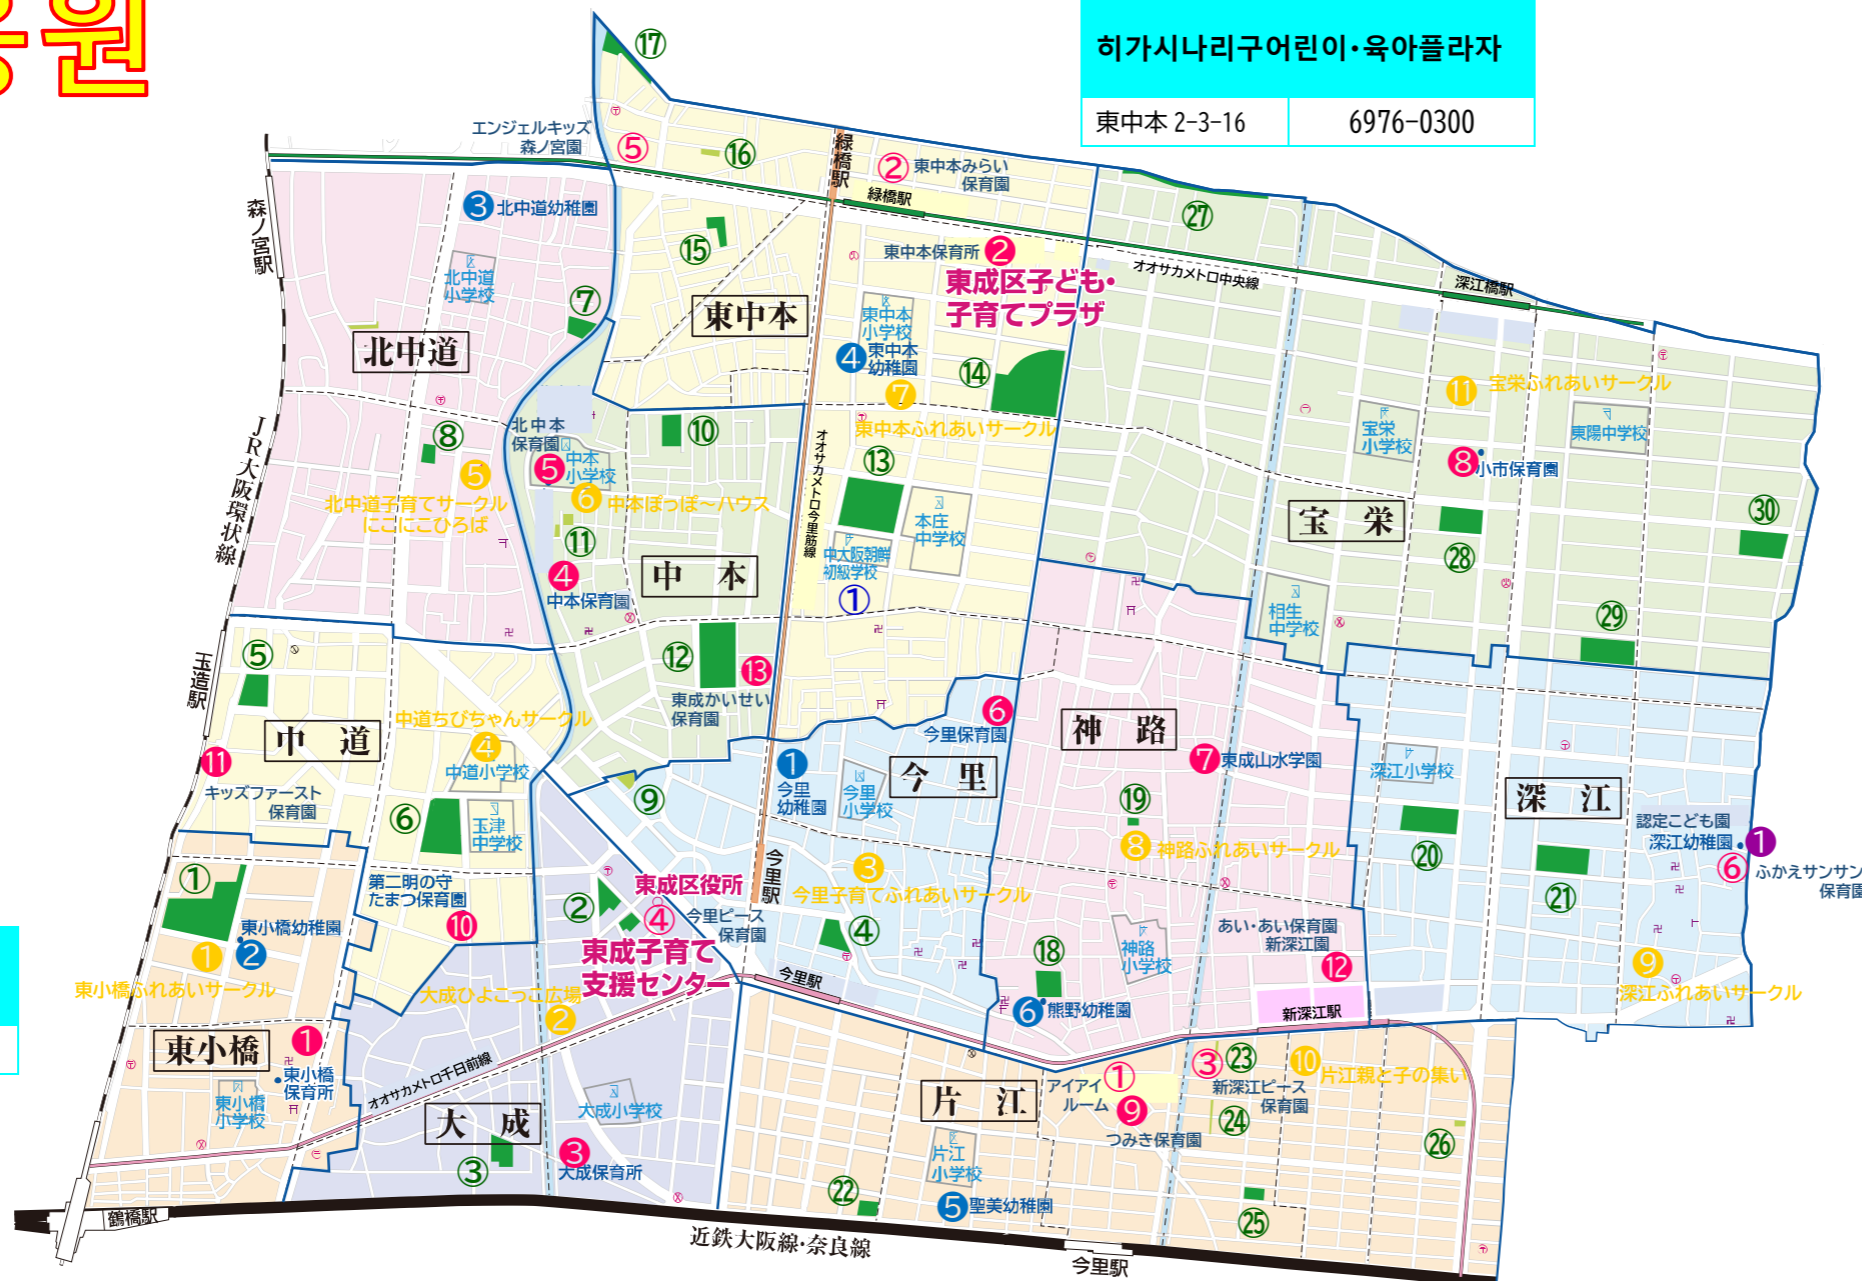 원
히가시나리구어린이·육아플라자
東中本 2-3-16
6976-0300
⑰
エンジェルキッズ
森ノ宮園
⑤
⑯
緑橋駅
② 東中本みらい
保育園
緑橋駅
森ノ宮駅
③ 北中道幼稚園
北中道
小学校
⑦
⑮
東中本
東中本保育所 ②
東成区子ども・
子育てプラザ
オオサカメトロ中央線
㉗
深江橋駅
北中道
東中本
小学校
④ 東中本
幼稚園
⑦
⑭
東中本ふれあいサークル
⑪ 宝栄ふれあいサークル
宝栄
小学校
東陽中学校
⑧ 小市保育園
JR大阪環状線
⑧
⑤
北中道子育てサークル
にこにこひろば
北中本
保育園
⑤
中本
小学校
⑥ 中本ぽっぽ～ハウス
⑩
⑪
④
中本保育園
中 本
オオサカメトロ今里筋線
⑬
本庄
中学校
中大阪朝鮮
初級学校
①
宝 栄
㉘
㉚
相生
中学校
㉙
玉造駅
⑤
中 道
中道ちびちゃんサークル
④
中道小学校
⑫
⑬
東成かいせい
保育園
⑥
今里保育園
神 路
⑦ 東成山水学園
⑪
キッズファースト
保育園
⑥
玉津
中学校
⑨
①
今里
幼稚園
今里
小学校
今 里
⑲
⑧ 神路ふれあいサークル
深江小学校
深 江
⑳
㉑
認定こども園
深江幼稚園
①
⑥ ふかえサンサン
保育園
①
東小橋幼稚園
②
①
東小橋ふれあいサークル
第二明の守
たまつ保育園
⑩
②
東成区役所
④
今里ピース
保育園
東成子育て
支援センター
今里駅
③
今里子育てふれあいサークル
④
⑱
⑥ 熊野幼稚園
神路
小学校
あい・あい保育園
新深江園
⑫
新深江駅
⑨
深江ふれあいサークル
大成ひよこっこ広場
②
今里駅
東小橋
①
東小橋
保育所
東小橋
小学校
オオサカメトロ千日前線
大 成
③
大成小学校
③
大成保育所
片 江
片江
小学校
㉒
⑤ 聖美幼稚園
アイアイ
ルーム
①
⑨
つみき保育園
③
㉓
新深江ピース
保育園
㉔
⑩ 片江親と子の集い
㉕
㉖
鶴橋駅
近鉄大阪線・奈良線
今里駅